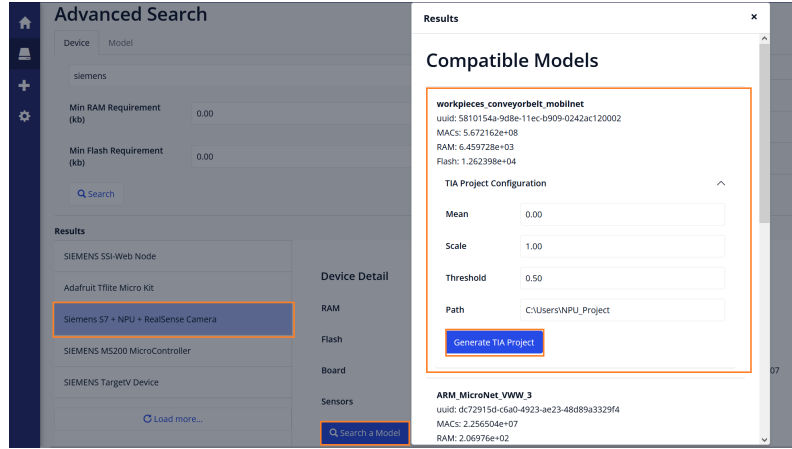 Advanced Search
Device Model
siemens
Min RAM Requirement (kb)
0.00
Min Flash Requirement (kb)
0.00
Search
Results
SIEMENS SSI-Web Node
Adafruit Tflite Micro Kit
Siemens S7 + NPU + RealSense Camera
SIEMENS MS200 MicroController
SIEMENS TargetV Device
Load more...
Device Detail
RAM
Flash
Board
07
Sensors
Search a Model
Results
×
Compatible Models
workpieces_conveyorbelt_mobilnet
uuid: 5810154a-9d8e-11ec-b909-0242ac120002
MACs: 5.672162e+08
RAM: 6.459728e+03
Flash: 1.262398e+04
TIA Project Configuration
Mean 0.00
Scale 1.00
Threshold 0.50
Path C:\Users\NPU_Project
Generate TIA Project
ARM_MicroNet_VWW_3
uuid: dc72915d-c6a0-4923-ae23-48d89a3329f4
MACs: 2.256504e+07
RAM: 2.06976e+02